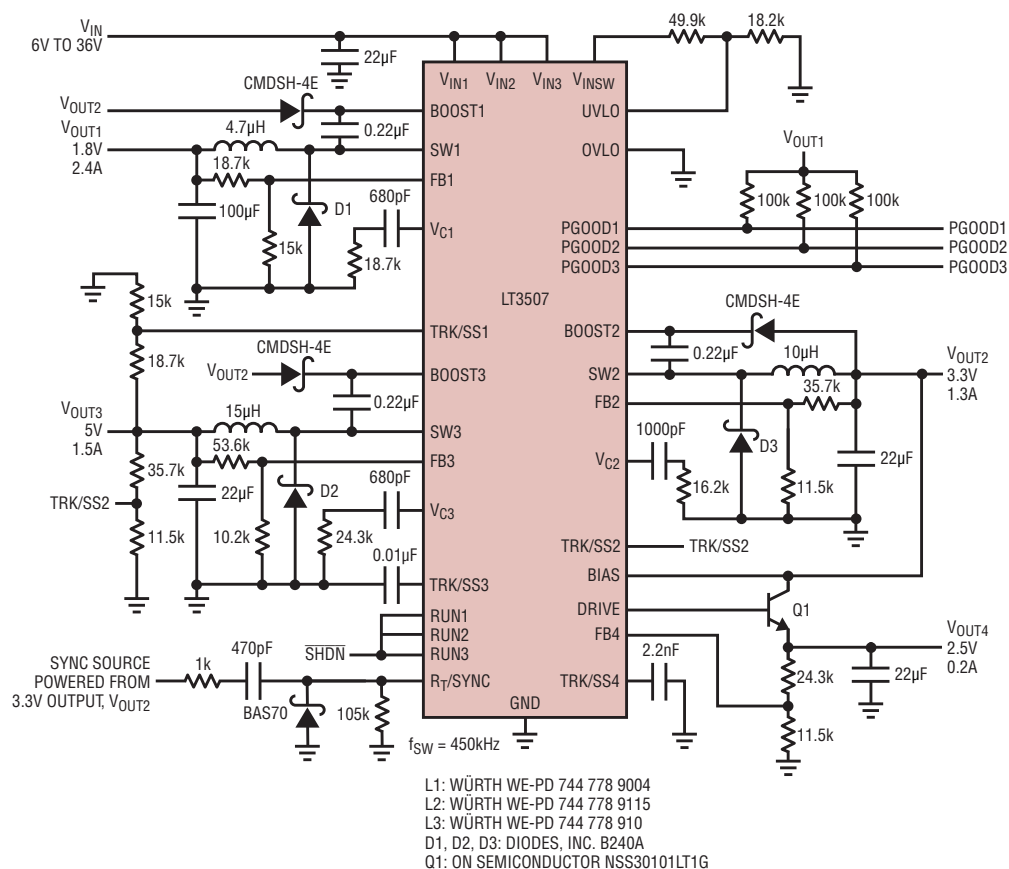 V_IN
6V TO 36V
22µF
49.9k
18.2k
V_IN1
V_IN2
V_IN3
V_INSW
CMDSH-4E
V_OUT2
BOOST1
UVLO
0.22µF
V_OUT1
1.8V
2.4A
4.7µH
SW1
OVLO
18.7k
FB1
V_OUT1
100µF
D1
680pF
100k
100k
100k
15k
V_C1
18.7k
PGOOD1
PGOOD2
PGOOD3
PGOOD1
PGOOD2
PGOOD3
LT3507
15k
TRK/SS1
BOOST2
CMDSH-4E
18.7k
CMDSH-4E
V_OUT2
BOOST3
0.22µF
0.22µF
SW2
10µH
V_OUT2
3.3V
1.3A
V_OUT3
5V
1.5A
15µH
SW3
FB2
35.7k
53.6k
FB3
1000pF
35.7k
22µF
D2
680pF
V_C2
D3
22µF
TRK/SS2
V_C3
16.2k
11.5k
11.5k
10.2k
24.3k
0.01µF
TRK/SS2
TRK/SS2
TRK/SS3
BIAS
RUN1
RUN2
RUN3
SHDN
DRIVE
Q1
FB4
V_OUT4
2.5V
0.2A
SYNC SOURCE
POWERED FROM
3.3V OUTPUT, V_OUT2
1k
470pF
BAS70
105k
R_T/SYNC
TRK/SS4
2.2nF
24.3k
22µF
11.5k
GND
f_SW = 450kHz
L1: WÜRTH WE-PD 744 778 9004
L2: WÜRTH WE-PD 744 778 9115
L3: WÜRTH WE-PD 744 778 910
D1, D2, D3: DIODES, INC. B240A
Q1: ON SEMICONDUCTOR NSS30101LT1G